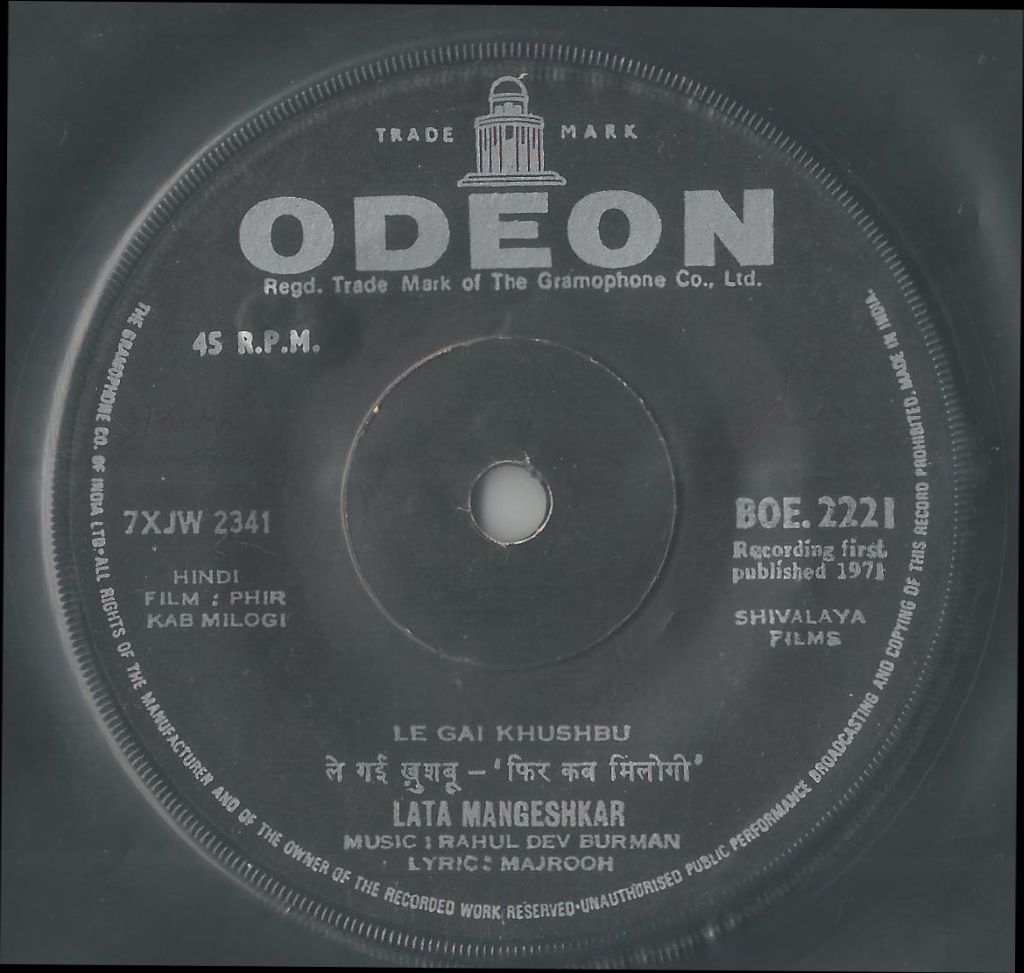 TRADE MARK
ODEON
Regd. Trade Mark of The Gramophone Co., Ltd.
45 R.P.M.
7XJW 2341
HINDI
FILM : PHIR
KAB MILOGI
BOE. 2221
Recording first
published 1971
SHIVALAYA
FILMS
LE GAI KHUSHBU
ले गई खुशबू – 'फिर कब मिलोगी'
LATA MANGESHKAR
MUSIC : RAHUL DEV BURMAN
LYRIC : MAJROOH
THE GRAMOPHONE CO. OF INDIA LTD•ALL RIGHTS OF THE MANUFACTURER AND OF THE OWNER OF THE RECORDED WORK RESERVED•UNAUTHORISED PUBLIC PERFORMANCE BROADCASTING AND COPYING OF THIS RECORD PROHIBITED. MADE IN INDIA.